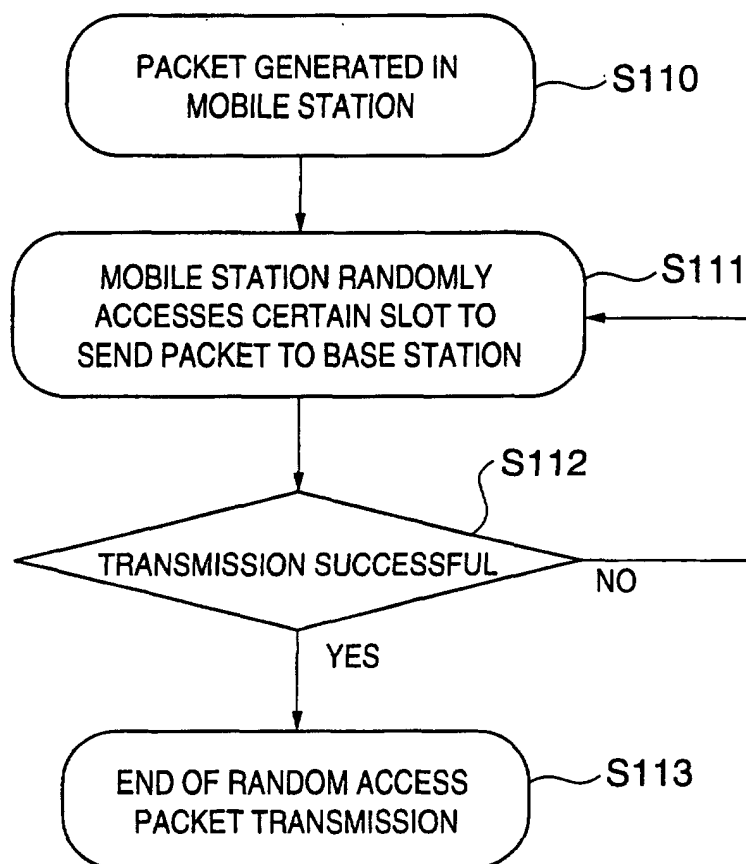 PACKET GENERATED IN
MOBILE STATION
S110
MOBILE STATION RANDOMLY
ACCESSES CERTAIN SLOT TO
SEND PACKET TO BASE STATION
S111
S112
TRANSMISSION SUCCESSFUL
NO
YES
END OF RANDOM ACCESS
PACKET TRANSMISSION
S113